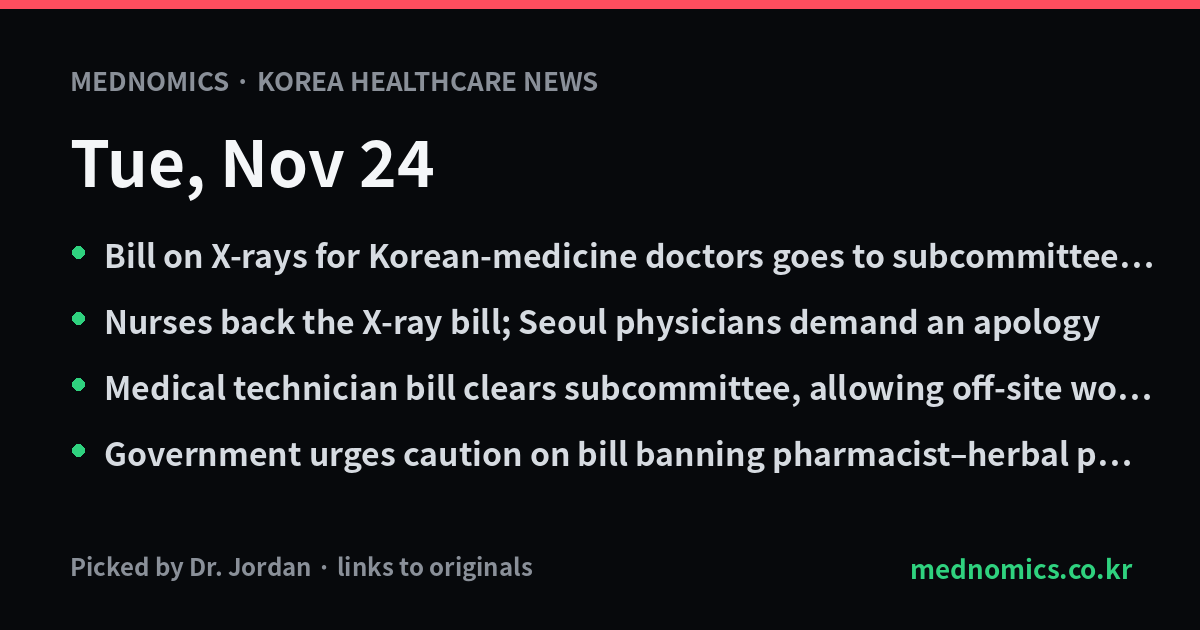 MEDNOMICS · KOREA HEALTHCARE NEWS
Tue, Nov 24
Bill on X-rays for Korean-medicine doctors goes to subcommittee…
Nurses back the X-ray bill; Seoul physicians demand an apology
Medical technician bill clears subcommittee, allowing off-site wo…
Government urges caution on bill banning pharmacist–herbal p…
Picked by Dr. Jordan · links to originals
mednomics.co.kr